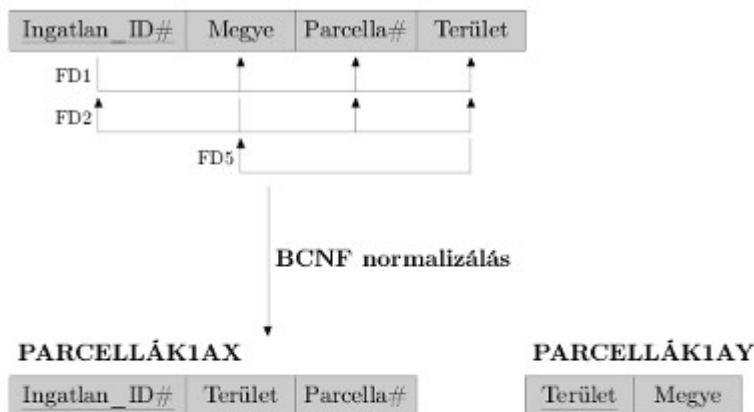 Ingatlan_ID# Megye Parcella# Terület
FD1
FD2
FD5
BCNF normalizálás
PARCELLÁK1AX PARCELLÁK1AY
Ingatlan_ID# Terület Parcella# Terület Megye